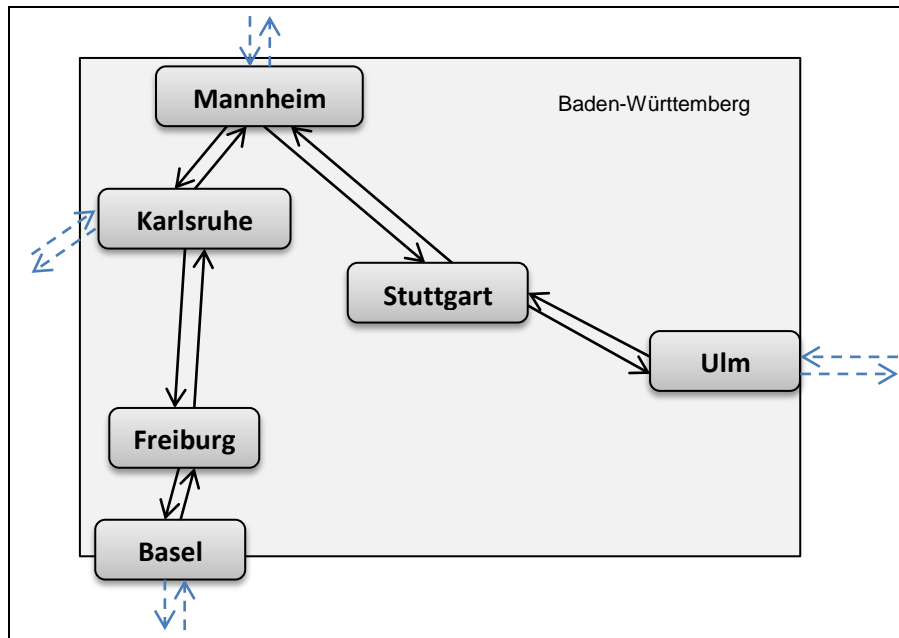 Mannheim
Baden-Württemberg
Karlsruhe
Stuttgart
Ulm
Freiburg
Basel